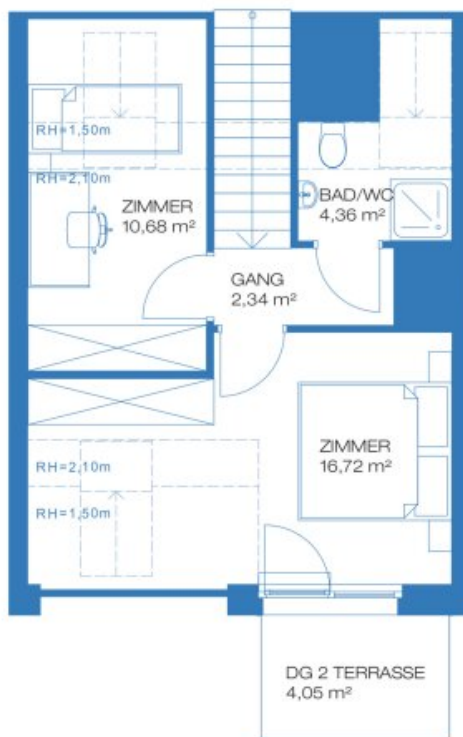 RH=1,50m
RH=2,10m
ZIMMER
10,68 m²
BAD/WC
4,36 m²
GANG
2,34 m²
ZIMMER
16,72 m²
RH=2,10m
RH=1,50m
DG 2 TERRASSE
4,05 m²